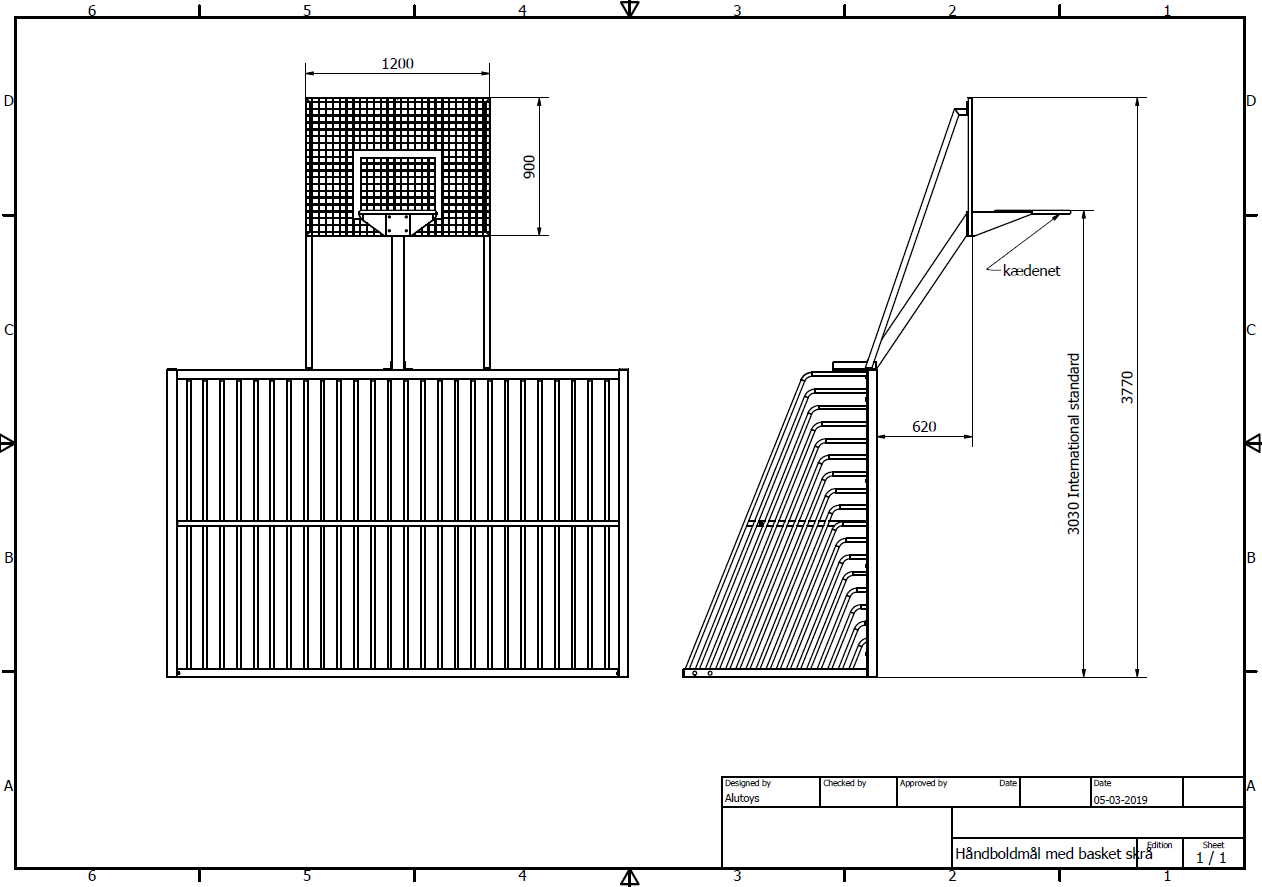 6 5 4 3 2 1
1200
D D
900
kædenet
C C
3770
3030 International standard
620
B B
A A
Designed by Checked by Approved by Date Date
Alutoys 05-03-2019
Edition Sheet
Håndboldmål med basket skrå 1 / 1
6 5 4 3 2 1